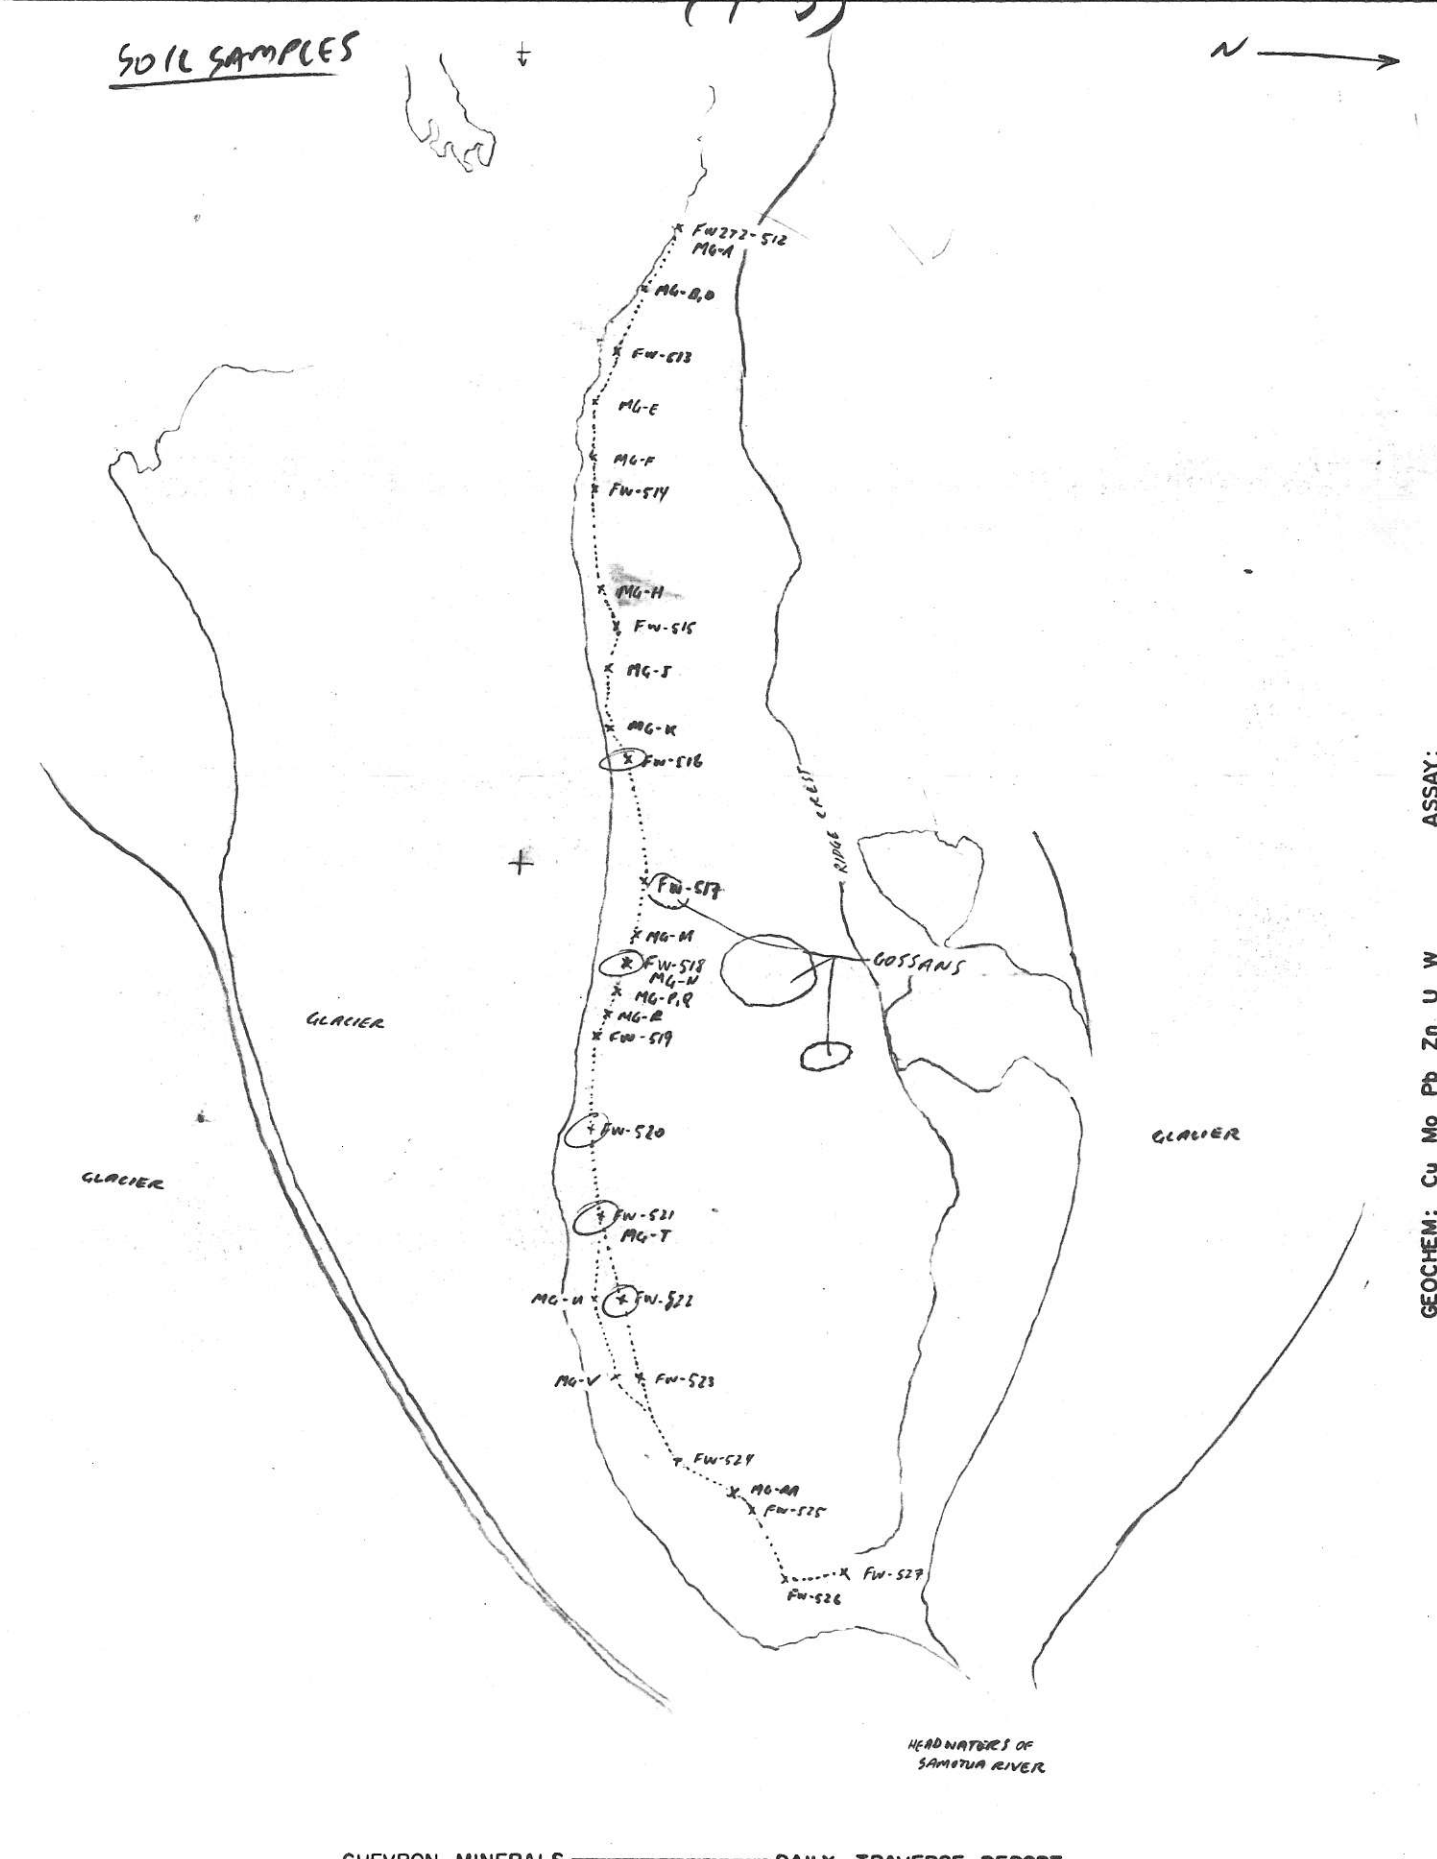 SOIL SAMPLES
N
FW272-512
MG-A
MG-B,D
FW-513
MG-E
MG-F
FW-514
MG-H
FW-515
MG-J
MG-K
FW-516
RIDGE CREST
FW-517
MG-M
FW-518
MG-N
MG-P,Q
MG-R
FW-519
GOSSANS
GLACIER
FW-520
GLACIER
GLACIER
FW-521
MG-T
MG-U
FW-522
MG-V
FW-523
FW-524
MG-AA
FW-525
FW-527
FW-526
HEADWATERS OF
SAMOTUA RIVER
GEOCHEM: Cu Mo Pb Zn U W ASSAY:
CHEVRON MINERALS DAILY TRAVERSE REPORT